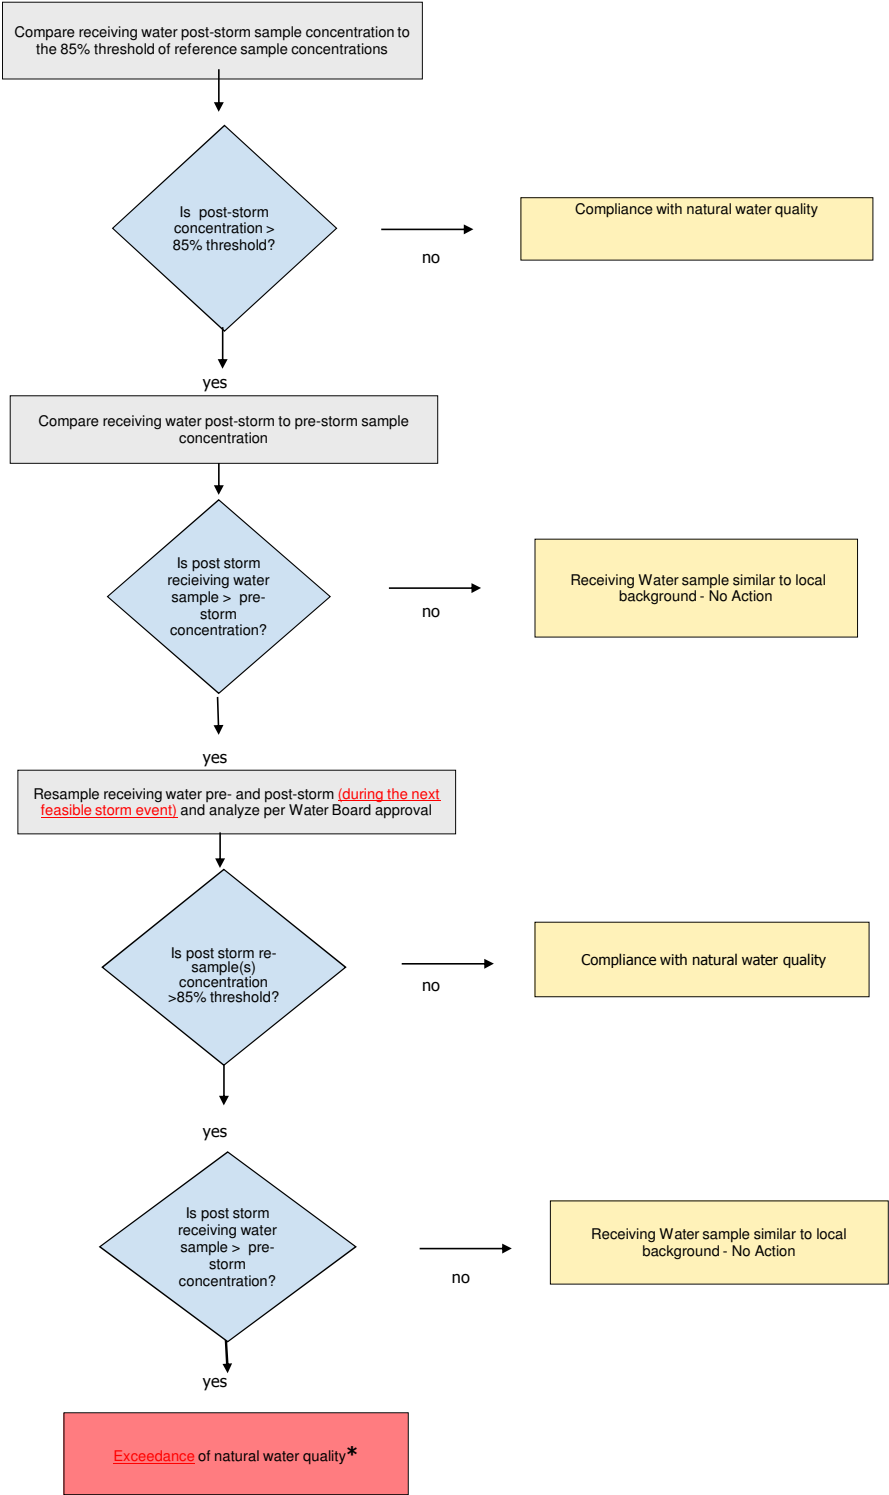 Compare receiving water post-storm sample concentration to
the 85% threshold of reference sample concentrations
Is post-storm
concentration >
85% threshold?
no
Compliance with natural water quality
yes
Compare receiving water post-storm to pre-storm sample
concentration
Is post storm
recieiving water
sample > pre-
storm
concentration?
no
Receiving Water sample similar to local
background - No Action
yes
Resample receiving water pre- and post-storm (during the next
feasible storm event) and analyze per Water Board approval
Is post storm re-
sample(s)
concentration
>85% threshold?
no
Compliance with natural water quality
yes
Is post storm
receiving water
sample > pre-
storm
concentration?
no
Receiving Water sample similar to local
background - No Action
yes
Exceedance of natural water quality*